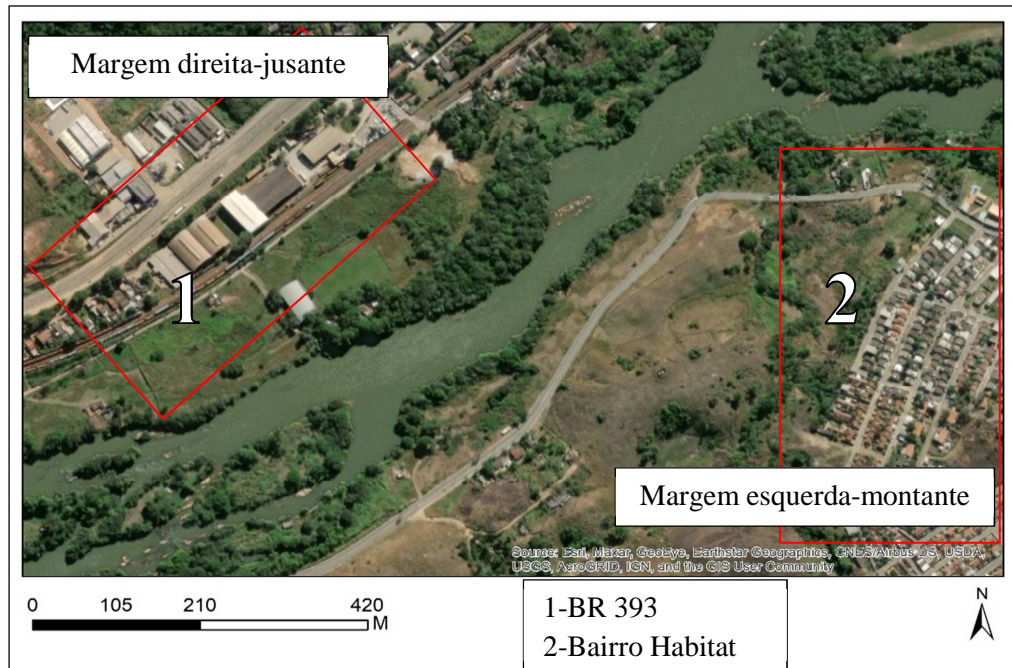 Margem direita-jusante
1
2
Margem esquerda-montante
Source: Esri, Maxar, GeoEye, Earthstar Geographics, CNES/Airbus DS, USDA,
USGS, AeroGRID, IGN, and the GIS User Community
0 105 210 420
M
1-BR 393
2-Bairro Habitat
N